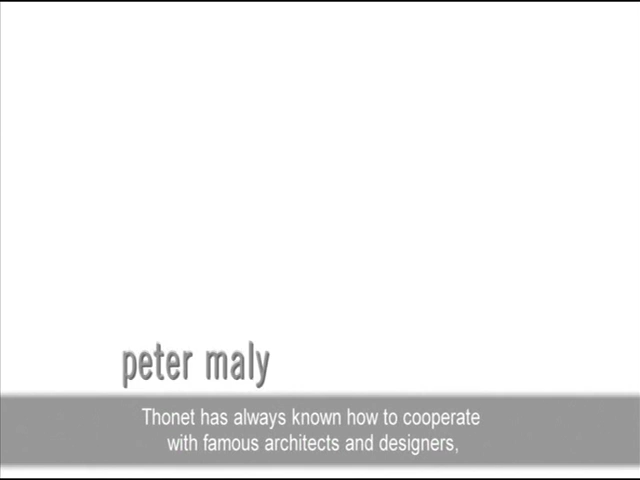 peter maly
Thonet has always known how to cooperate
with famous architects and designers,